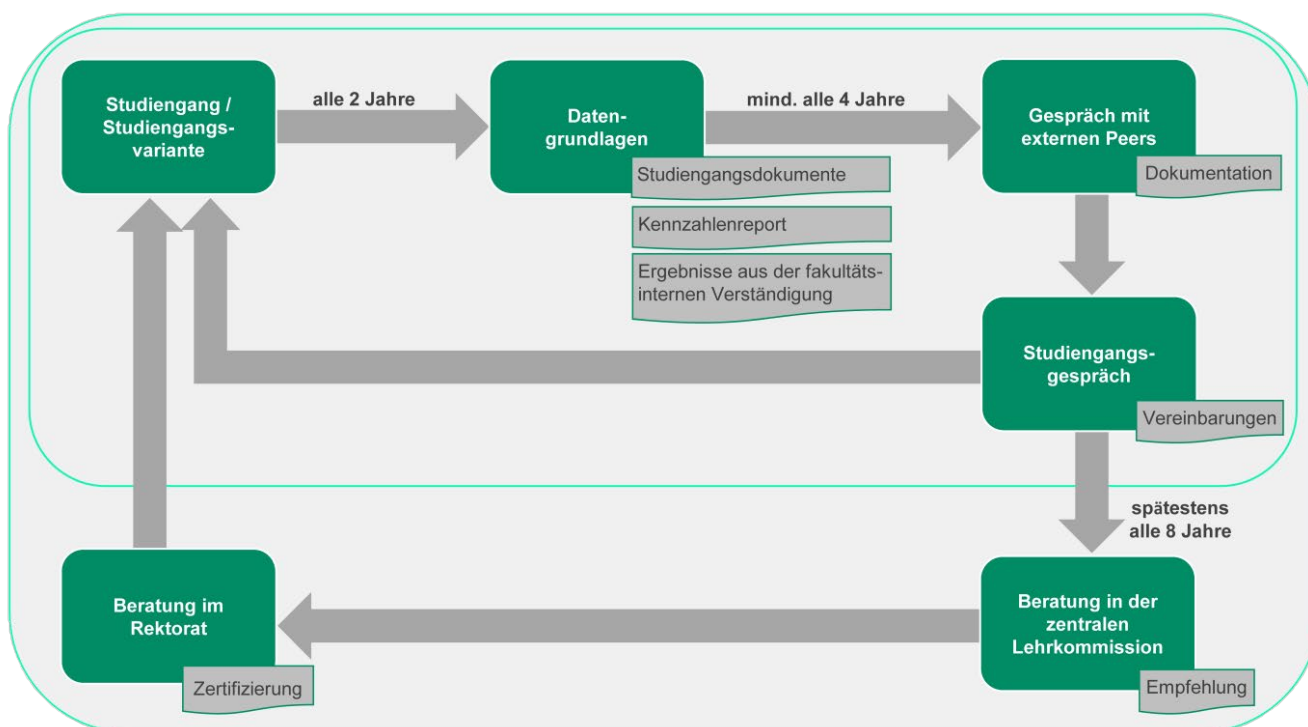 Studiengang /
Studiengangs-
variante
alle 2 Jahre
Daten-
grundlagen
Studiengangsdokumente
Kennzahlenreport
Ergebnisse aus der fakultäts-
internen Verständigung
mind. alle 4 Jahre
Gespräch mit
externen Peers
Dokumentation
Studiengangs-
gespräch
Vereinbarungen
spätestens
alle 8 Jahre
Beratung in der
zentralen
Lehrkommission
Empfehlung
Beratung im
Rektorat
Zertifizierung